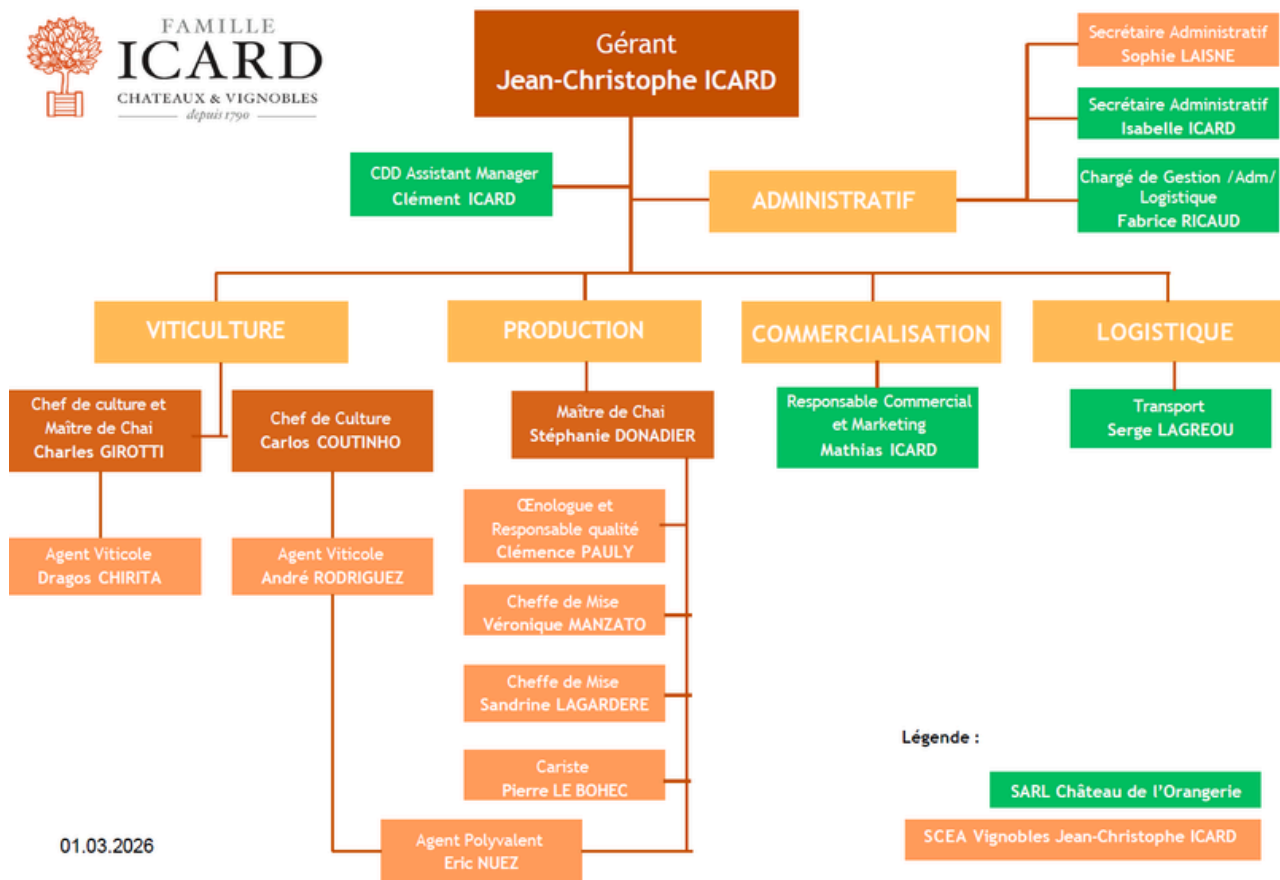 FAMILLE
ICARD
CHATEAUX & VIGNOBLES
depuis 1790
Gérant
Jean-Christophe ICARD
Secrétaire Administratif
Sophie LAISNE
Secrétaire Administratif
Isabelle ICARD
Chargé de Gestion /Adm/
Logistique
Fabrice RICAUD
CDD Assistant Manager
Clément ICARD
ADMINISTRATIF
VITICULTURE
PRODUCTION
COMMERCIALISATION
LOGISTIQUE
Chef de culture et
Maître de Chai
Charles GIROTTI
Chef de Culture
Carlos COUTINHO
Maître de Chai
Stéphanie DONADIER
Responsable Commercial
et Marketing
Mathias ICARD
Transport
Serge LAGREOU
Agent Viticole
Dragos CHIRITA
Agent Viticole
André RODRIGUEZ
Œnologue et
Responsable qualité
Clémence PAULY
Cheffe de Mise
Véronique MANZATO
Cheffe de Mise
Sandrine LAGARDERE
Cariste
Pierre LE BOHEC
Agent Polyvalent
Eric NUEZ
Légende :
SARL Château de l'Orangerie
SCEA Vignobles Jean-Christophe ICARD
01.03.2026